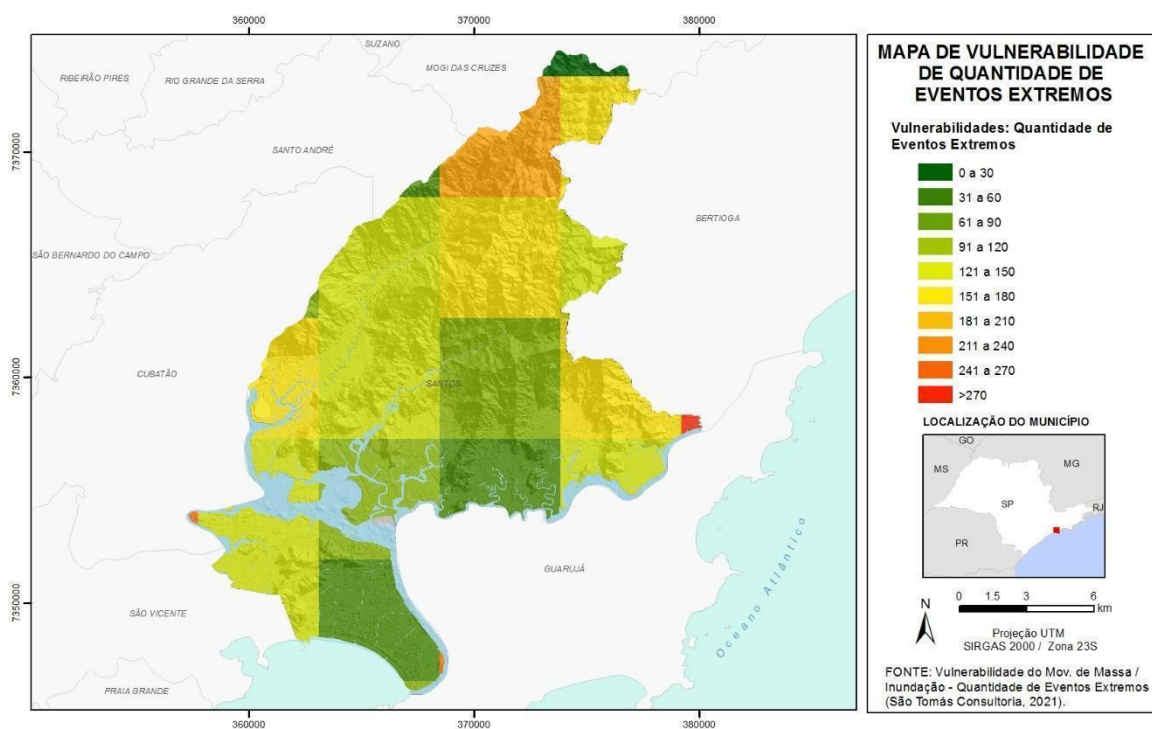 360000
370000
380000
SUZANO
RIBEIRÃO PIRES
RIO GRANDE DA SERRA
MOGI DAS CRUZES
7370000
SANTO ANDRÉ
BERTIOGA
SÃO BERNARDO DO CAMPO
CUBATÃO
7360000
SANTOS
GUARUJÁ
Oceano Atlântico
7350000
SÃO VICENTE
PRAIA GRANDE
360000
370000
380000
MAPA DE VULNERABILIDADE
DE QUANTIDADE DE
EVENTOS EXTREMOS
Vulnerabilidades: Quantidade de
Eventos Extremos
0 a 30
31 a 60
61 a 90
91 a 120
121 a 150
151 a 180
181 a 210
211 a 240
241 a 270
>270
LOCALIZAÇÃO DO MUNICÍPIO
GO
MS
MG
SP
RJ
PR
N
0 1.5 3 6
km
Projeção UTM
SIRGAS 2000 / Zona 23S
FONTE: Vulnerabilidade do Mov. de Massa /
Inundação - Quantidade de Eventos Extremos
(São Tomás Consultoria, 2021).